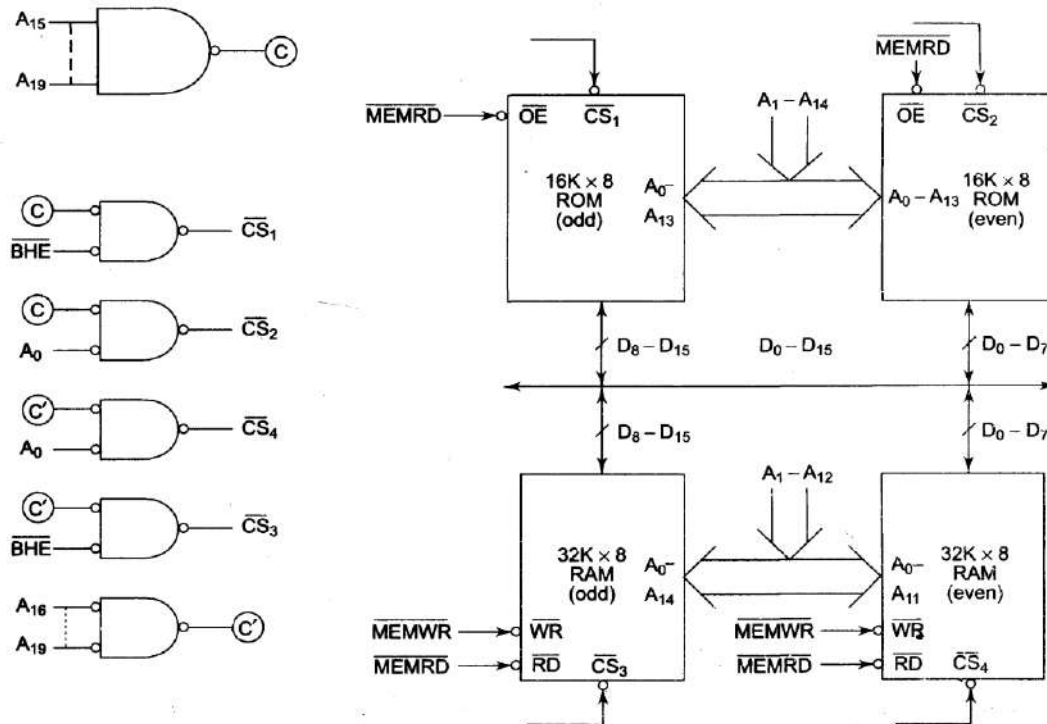 A15
A19
C
C
BHE
CS1
C
A0
CS2
C'
A0
CS4
C'
BHE
CS3
A16
A19
C'
MEMRD
OE CS1
16K × 8
ROM
(odd)
A0–
A13
A1 – A14
MEMRD
OE CS2
A0 – A13
16K × 8
ROM
(even)
D8 – D15
D0 – D15
D0 – D7
D8 – D15
D0 – D7
32K × 8
RAM
(odd)
A0–
A14
A1 – A12
A0–
A11
32K × 8
RAM
(even)
MEMWR
WR
MEMRD
RD CS3
MEMWR
WR
MEMRD
RD CS4